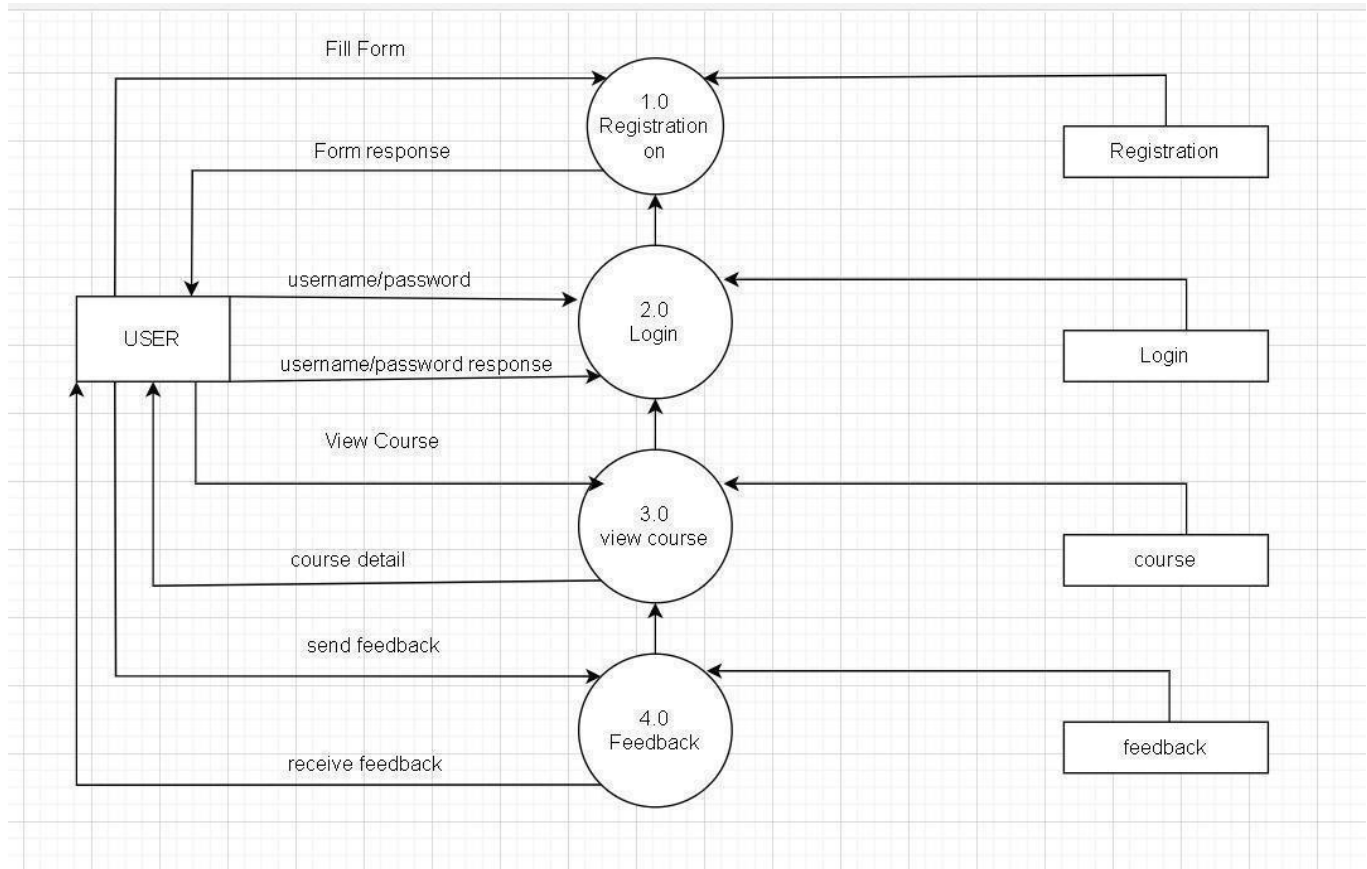 Fill Form
1.0
Registration
on
Registration
Form response
username/password
2.0
Login
USER
Login
username/password response
View Course
3.0
view course
course detail
course
send feedback
4.0
Feedback
feedback
receive feedback